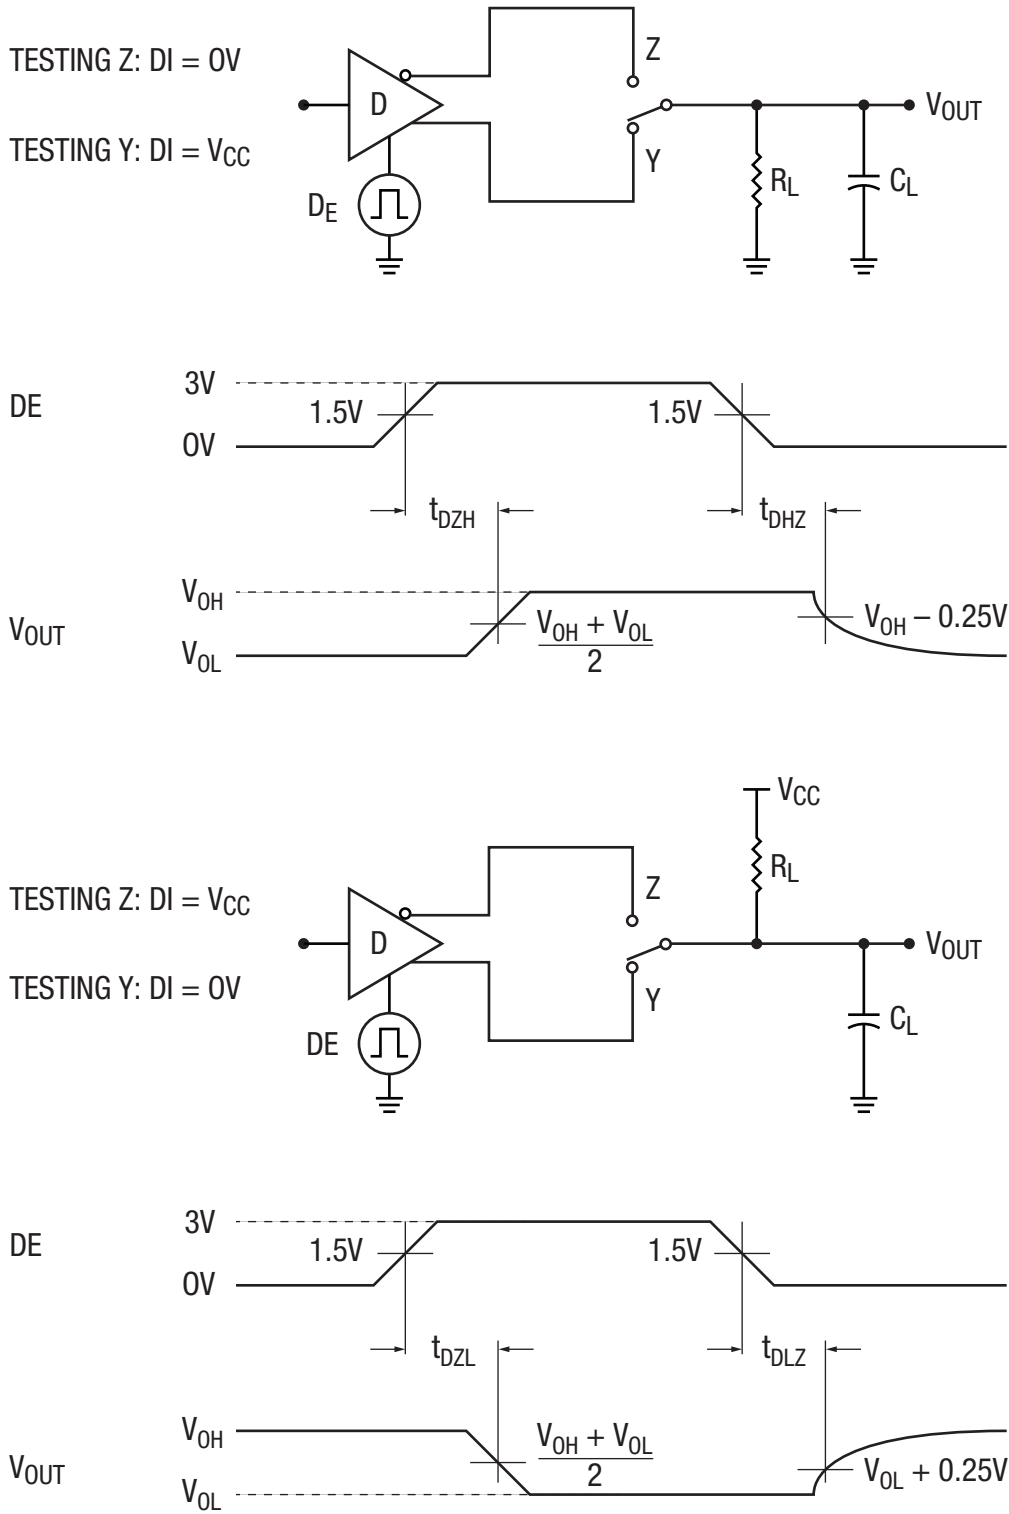 TESTING Z: DI = 0V
TESTING Y: DI = VCC
D
DE
Z
Y
VOUT
RL
CL
DE
3V
1.5V
1.5V
0V
tDZH
tDHZ
VOUT
VOH
VOL
VOH + VOL
2
VOH – 0.25V
VCC
RL
TESTING Z: DI = VCC
TESTING Y: DI = 0V
D
DE
Z
Y
VOUT
CL
DE
3V
1.5V
1.5V
0V
tDZL
tDLZ
VOUT
VOH
VOL
VOH + VOL
2
VOL + 0.25V